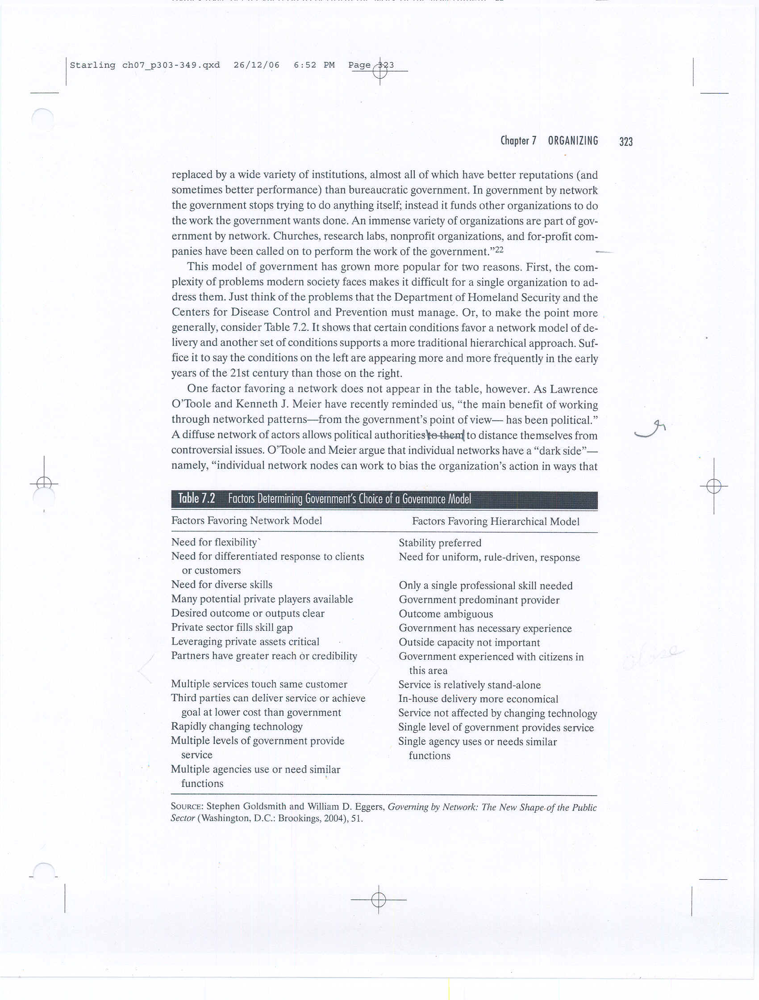 Starling ch07_p303-349.qxd 26/12/06 6:52 PM Page 323
Chapter 7 ORGANIZING 323
replaced by a wide variety of institutions, almost all of which have better reputations (and
sometimes better performance) than bureaucratic government. In government by network
the government stops trying to do anything itself; instead it funds other organizations to do
the work the government wants done. An immense variety of organizations are part of gov-
ernment by network. Churches, research labs, nonprofit organizations, and for-profit com-
panies have been called on to perform the work of the government.”22
This model of government has grown more popular for two reasons. First, the com-
plexity of problems modern society faces makes it difficult for a single organization to ad-
dress them. Just think of the problems that the Department of Homeland Security and the
Centers for Disease Control and Prevention must manage. Or, to make the point more
generally, consider Table 7.2. It shows that certain conditions favor a network model of de-
livery and another set of conditions supports a more traditional hierarchical approach. Suf-
fice it to say the conditions on the left are appearing more and more frequently in the early
years of the 21st century than those on the right.
One factor favoring a network does not appear in the table, however. As Lawrence
O’Toole and Kenneth J. Meier have recently reminded us, “the main benefit of working
through networked patterns—from the government’s point of view— has been political.”
A diffuse network of actors allows political authorities to them to distance themselves from
controversial issues. O’Toole and Meier argue that individual networks have a “dark side”—
namely, “individual network nodes can work to bias the organization’s action in ways that
Table 7.2 Factors Determining Government’s Choice of a Governance Model
Factors Favoring Network Model Factors Favoring Hierarchical Model
Need for flexibility` Stability preferred
Need for differentiated response to clients Need for uniform, rule-driven, response
or customers
Need for diverse skills Only a single professional skill needed
Many potential private players available Government predominant provider
Desired outcome or outputs clear Outcome ambiguous
Private sector fills skill gap Government has necessary experience
Leveraging private assets critical Outside capacity not important
Partners have greater reach or credibility Government experienced with citizens in
this area
Multiple services touch same customer Service is relatively stand-alone
Third parties can deliver service or achieve In-house delivery more economical
goal at lower cost than government Service not affected by changing technology
Rapidly changing technology Single level of government provides service
Multiple levels of government provide Single agency uses or needs similar
service functions
Multiple agencies use or need similar
functions
SOURCE: Stephen Goldsmith and William D. Eggers, Governing by Network: The New Shape of the Public
Sector (Washington, D.C.: Brookings, 2004), 51.